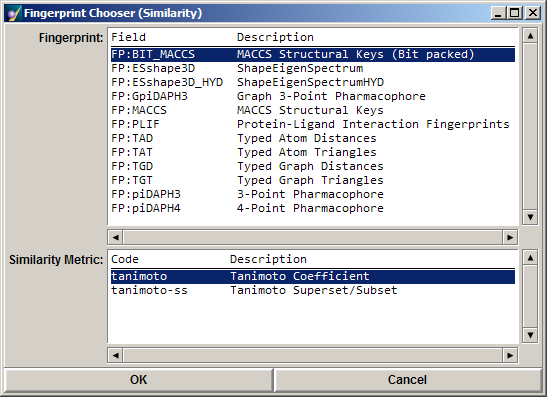 Fingerprint Chooser (Similarity)
Fingerprint:
Field Description
FP:BIT_MACCS MACCS Structural Keys (Bit packed)
FP:ESshape3D ShapeEigenSpectrum
FP:ESshape3D_HYD ShapeEigenSpectrumHYD
FP:GpiDAPH3 Graph 3-Point Pharmacophore
FP:MACCS MACCS Structural Keys
FP:PLIF Protein-Ligand Interaction Fingerprints
FP:TAD Typed Atom Distances
FP:TAT Typed Atom Triangles
FP:TGD Typed Graph Distances
FP:TGT Typed Graph Triangles
FP:piDAPH3 3-Point Pharmacophore
FP:piDAPH4 4-Point Pharmacophore
Similarity Metric:
Code Description
tanimoto Tanimoto Coefficient
tanimoto-ss Tanimoto Superset/Subset
OK Cancel